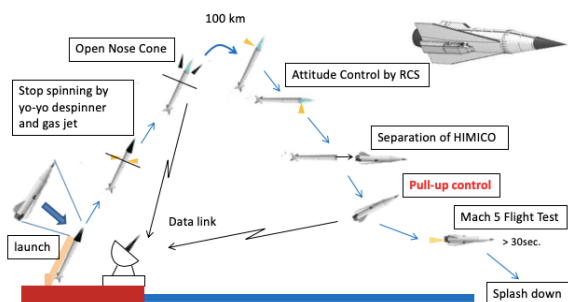 100 km
Open Nose Cone
Attitude Control by RCS
Stop spinning by
yo-yo despinner
and gas jet
Separation of HIMICO
Pull-up control
Data link
Mach 5 Flight Test
launch
> 30sec.
Splash down